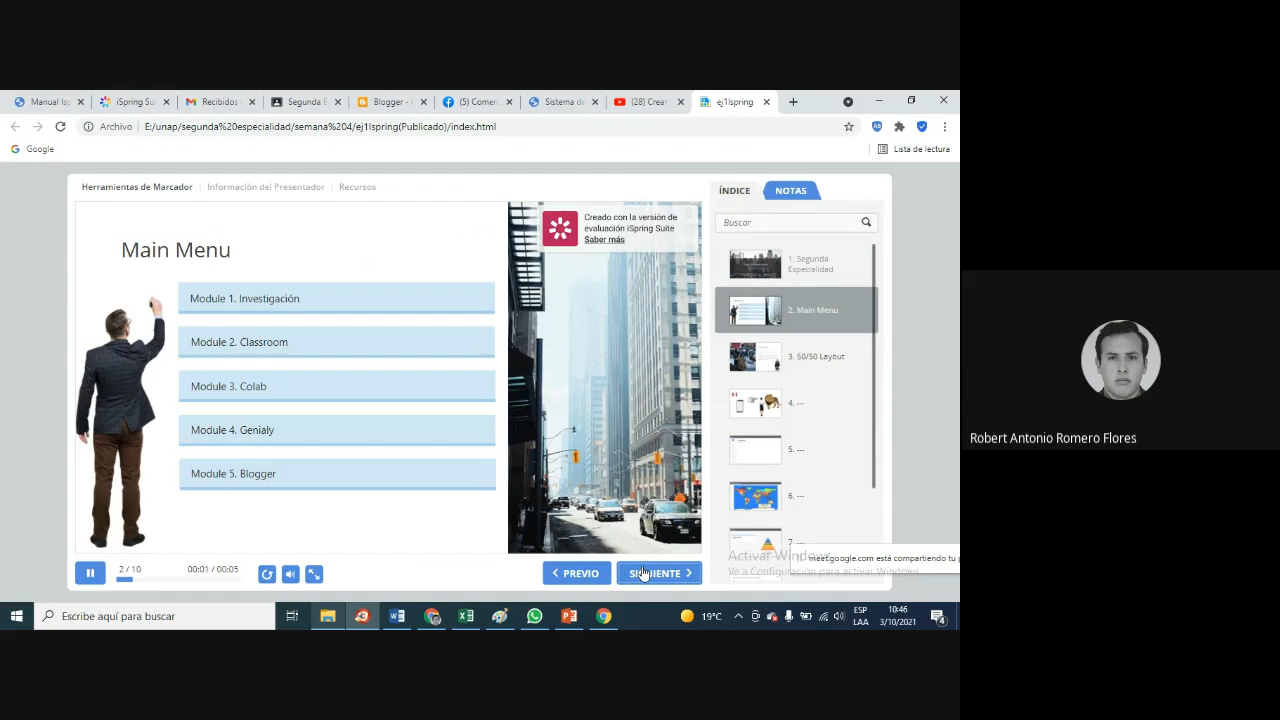 Manual Isp
iSpring Su
Recibidos
Segunda E
Blogger - C
(5) Comer
Sistema de
(28) Crear
ej1Ispring
Archivo | E:/unap/segunda%20especialidad/semana%204/ej1Ispring(Publicado)/index.html
Google
Lista de lectura
Herramientas de Marcador | Información del Presentador | Recursos
ÍNDICE
NOTAS
Creado con la versión de
evaluación iSpring Suite
Saber más
Buscar
Main Menu
Module 1. Investigación
Module 2. Classroom
Module 3. Colab
Module 4. Genialy
Module 5. Blogger
1. Segunda
Especialidad
2. Main Menu
3. 50/50 Layout
4. ---
5. ---
6. ---
7.
Activar Windows
Ve a Configuración para activar Windows.
meet.google.com está compartiendo tu p
2 / 10
00:01 / 00:05
PREVIO
SIGUIENTE
Robert Antonio Romero Flores
Escribe aquí para buscar
19°C
ESP
LAA
10:46
3/10/2021
4